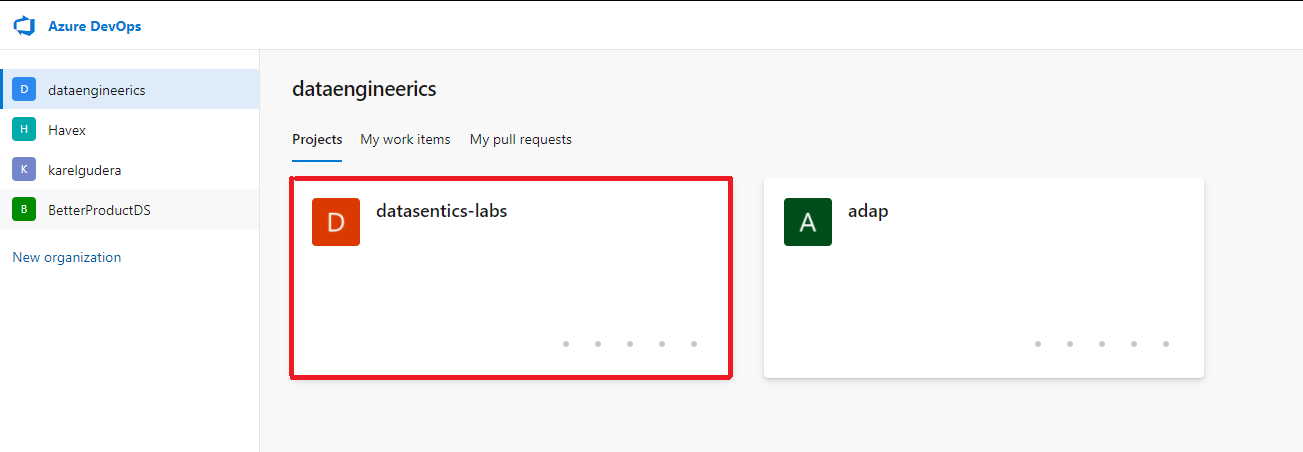 Azure DevOps
D dataengineerics
H Havex
K karelgudera
B BetterProductDS
New organization
dataengineerics
Projects My work items My pull requests
D datasentics-labs
A adap